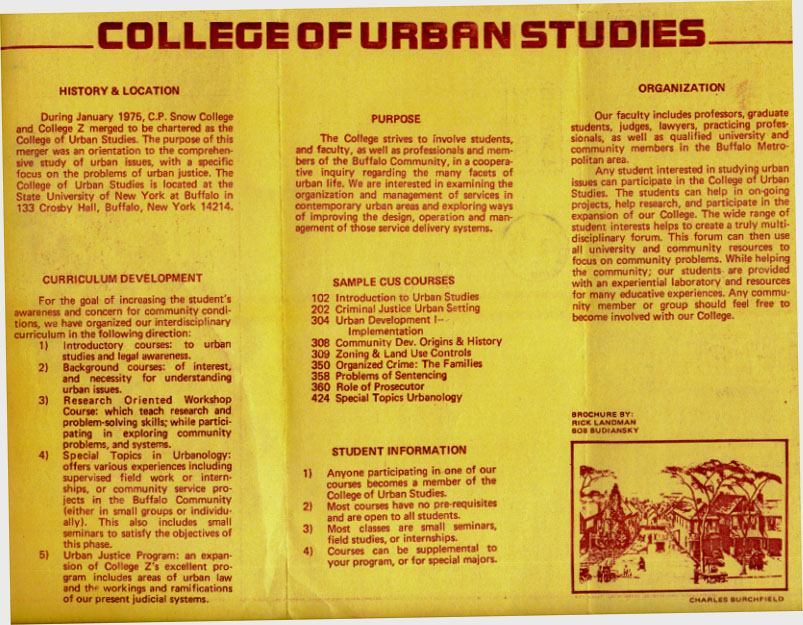 COLLEGE OF URBAN STUDIES
HISTORY & LOCATION
During January 1975, C.P. Snow College
and College Z merged to be chartered as the
College of Urban Studies. The purpose of this
merger was an orientation to the comprehen-
sive study of urban issues, with a specific
focus on the problems of urban justice. The
College of Urban Studies is located at the
State University of New York at Buffalo in
133 Crosby Hall, Buffalo, New York 14214.
CURRICULUM DEVELOPMENT
For the goal of increasing the student's
awareness and concern for community condi-
tions, we have organized our interdisciplinary
curriculum in the following direction:
1) Introductory courses: to urban
studies and legal awareness.
2) Background courses: of interest,
and necessity for understanding
urban issues.
3) Research Oriented Workshop
Course: which teach research and
problem-solving skills; while partici-
pating in exploring community
problems, and systems.
4) Special Topics in Urbanology:
offers various experiences including
supervised field work or intern-
ships, or community service pro-
jects in the Buffalo Community
(either in small groups or individu-
ally). This also includes small
seminars to satisfy the objectives of
this phase.
5) Urban Justice Program: an expan-
sion of College Z's excellent pro-
gram includes areas of urban law
and the workings and ramifications
of our present judicial systems.
PURPOSE
The College strives to involve students,
and faculty, as well as professionals and mem-
bers of the Buffalo Community, in a coopera-
tive inquiry regarding the many facets of
urban life. We are interested in examining the
organization and management of services in
contemporary urban areas and exploring ways
of improving the design, operation and man-
agement of those service delivery systems.
SAMPLE CUS COURSES
102 Introduction to Urban Studies
202 Criminal Justice Urban Setting
304 Urban Development I--
Implementation
308 Community Dev. Origins & History
309 Zoning & Land Use Controls
350 Organized Crime: The Families
358 Problems of Sentencing
360 Role of Prosecutor
424 Special Topics Urbanology
STUDENT INFORMATION
1) Anyone participating in one of our
courses becomes a member of the
College of Urban Studies.
2) Most courses have no pre-requisites
and are open to all students.
3) Most classes are small seminars,
field studies, or internships.
4) Courses can be supplemental to
your program, or for special majors.
ORGANIZATION
Our faculty includes professors, graduate
students, judges, lawyers, practicing profes-
sionals, as well as qualified university and
community members in the Buffalo Metro-
politan area.
Any student interested in studying urban
issues can participate in the College of Urban
Studies. The students can help in on-going
projects, help research, and participate in the
expansion of our College. The wide range of
student interests helps to create a truly multi-
disciplinary forum. This forum can then use
all university and community resources to
focus on community problems. While helping
the community; our students are provided
with an experiential laboratory and resources
for many educative experiences. Any commu-
nity member or group should feel free to
become involved with our College.
BROCHURE BY:
RICK LANDMAN
BOB BUDIANSKY
CHARLES BURCHFIELD